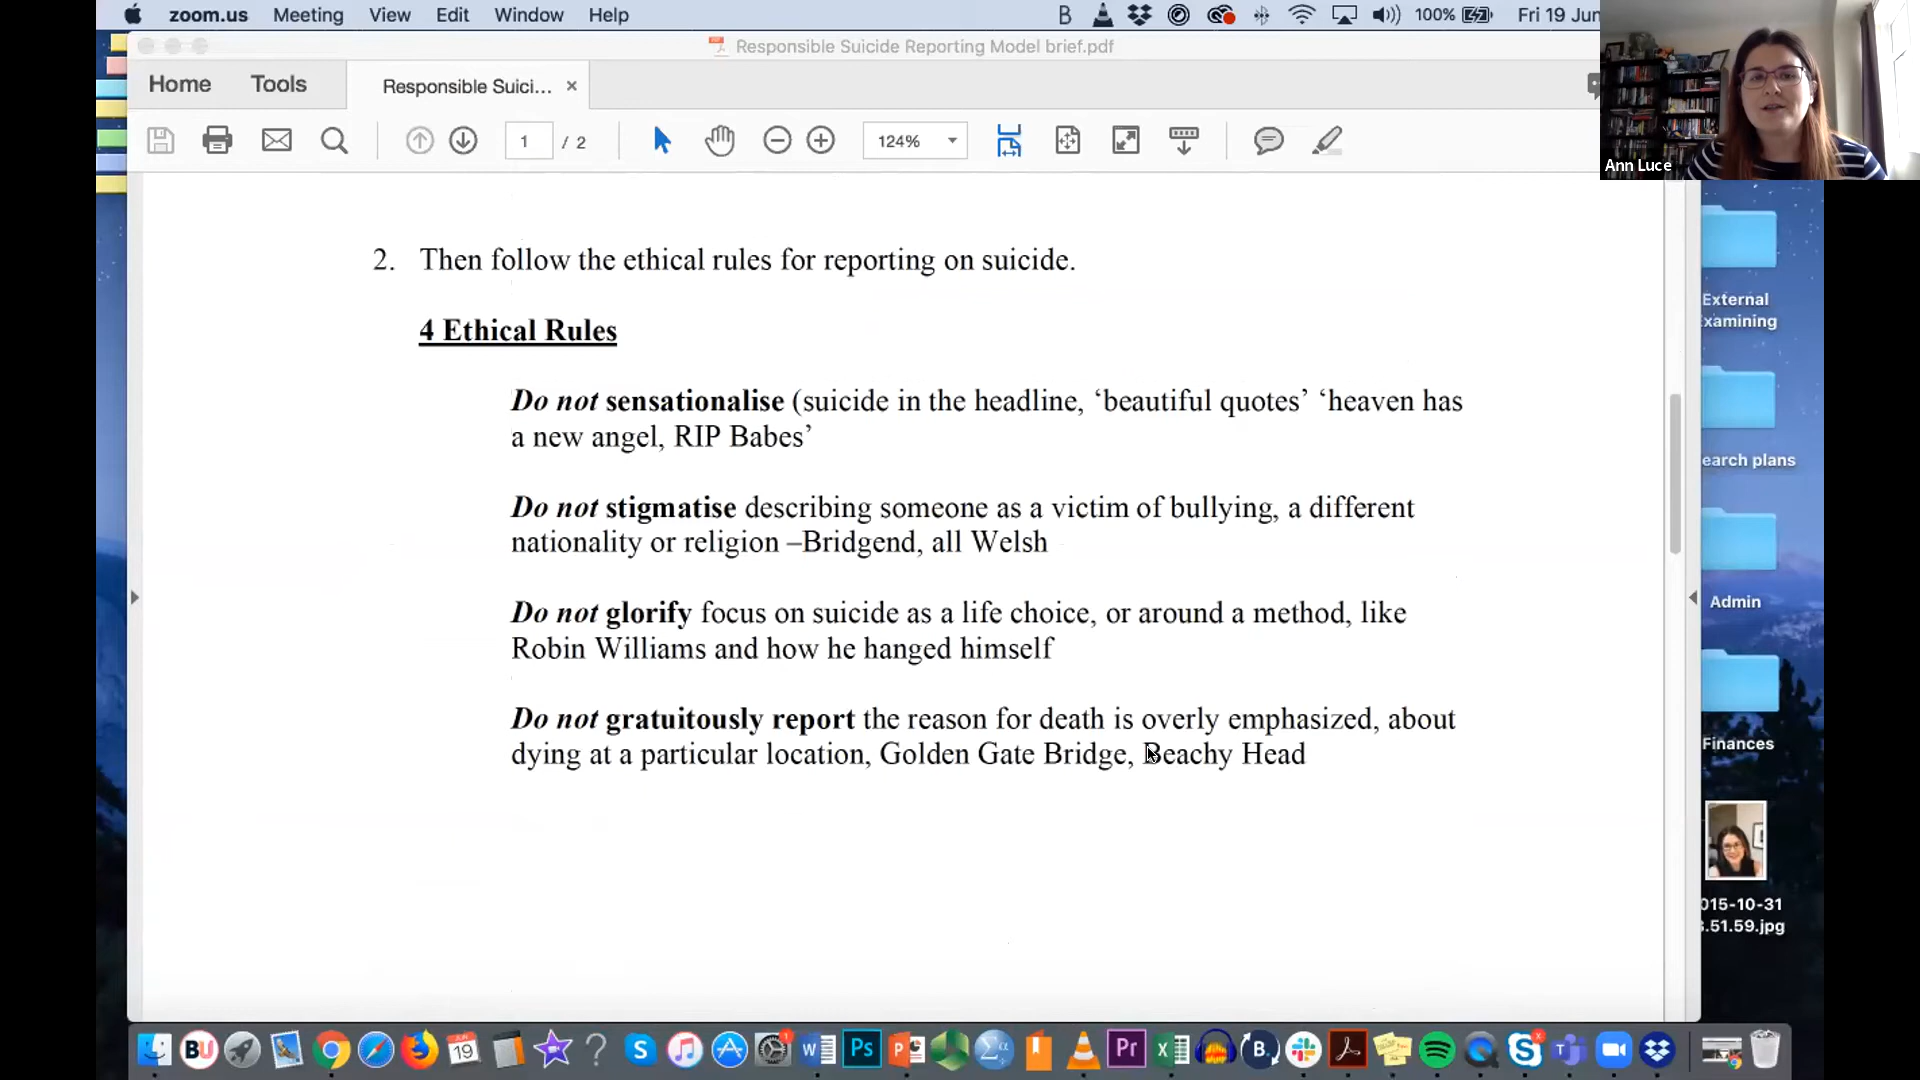 zoom.us Meeting View Edit Window Help 100% Fri 19 Jun
Responsible Suicide Reporting Model brief.pdf
Home Tools Responsible Suici... ×
1 / 2 124%
Ann Luce
2. Then follow the ethical rules for reporting on suicide.
4 Ethical Rules
Do not sensationalise (suicide in the headline, ‘beautiful quotes’ ‘heaven has
a new angel, RIP Babes’
Do not stigmatise describing someone as a victim of bullying, a different
nationality or religion –Bridgend, all Welsh
Do not glorify focus on suicide as a life choice, or around a method, like
Robin Williams and how he hanged himself
Do not gratuitously report the reason for death is overly emphasized, about
dying at a particular location, Golden Gate Bridge, Beachy Head
External
xamining
earch plans
Admin
Finances
015-10-31
.51.59.jpg
BU
JUN
19
?
S
W
Ps
Σα
Pr
X
B.